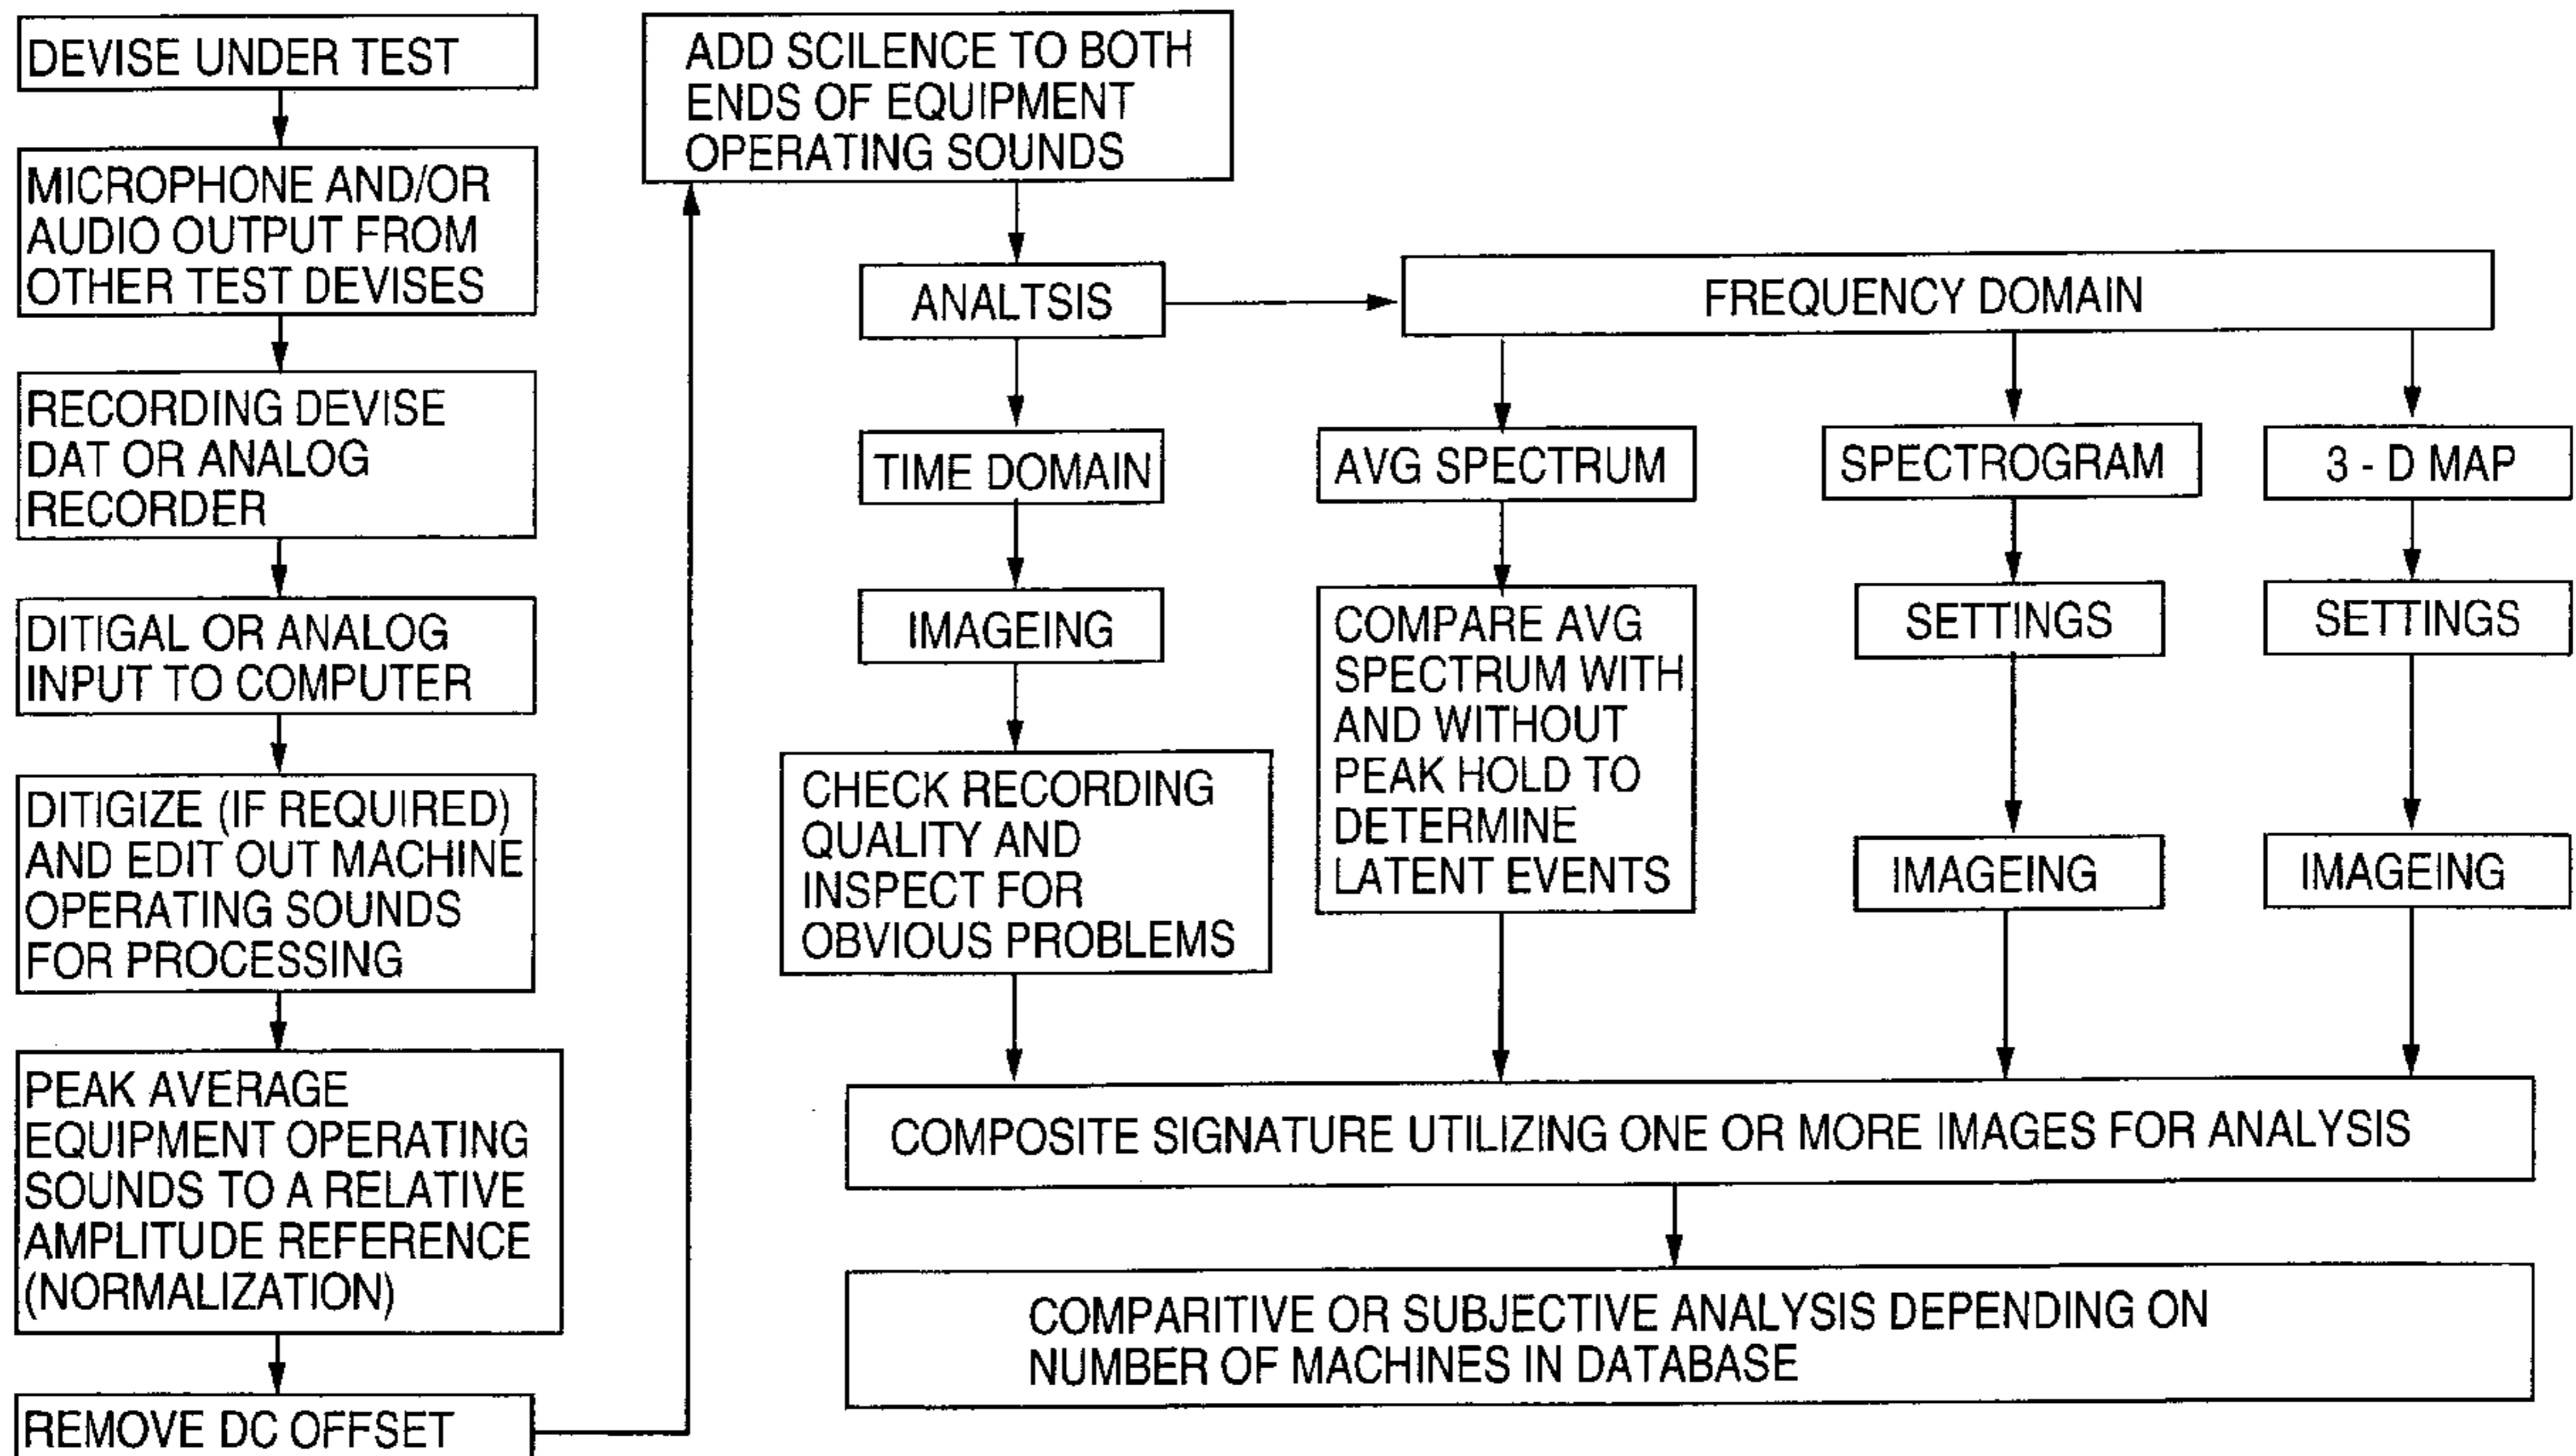 DEVISE UNDER TEST
MICROPHONE AND/OR
AUDIO OUTPUT FROM
OTHER TEST DEVISES
RECORDING DEVISE
DAT OR ANALOG
RECORDER
DITIGAL OR ANALOG
INPUT TO COMPUTER
DITIGIZE (IF REQUIRED)
AND EDIT OUT MACHINE
OPERATING SOUNDS
FOR PROCESSING
PEAK AVERAGE
EQUIPMENT OPERATING
SOUNDS TO A RELATIVE
AMPLITUDE REFERENCE
(NORMALIZATION)
REMOVE DC OFFSET
ADD SCILENCE TO BOTH
ENDS OF EQUIPMENT
OPERATING SOUNDS
ANALTSIS
FREQUENCY DOMAIN
TIME DOMAIN
IMAGEING
CHECK RECORDING
QUALITY AND
INSPECT FOR
OBVIOUS PROBLEMS
AVG SPECTRUM
COMPARE AVG
SPECTRUM WITH
AND WITHOUT
PEAK HOLD TO
DETERMINE
LATENT EVENTS
SPECTROGRAM
SETTINGS
IMAGEING
3 - D MAP
SETTINGS
IMAGEING
COMPOSITE SIGNATURE UTILIZING ONE OR MORE IMAGES FOR ANALYSIS
COMPARITIVE OR SUBJECTIVE ANALYSIS DEPENDING ON
NUMBER OF MACHINES IN DATABASE